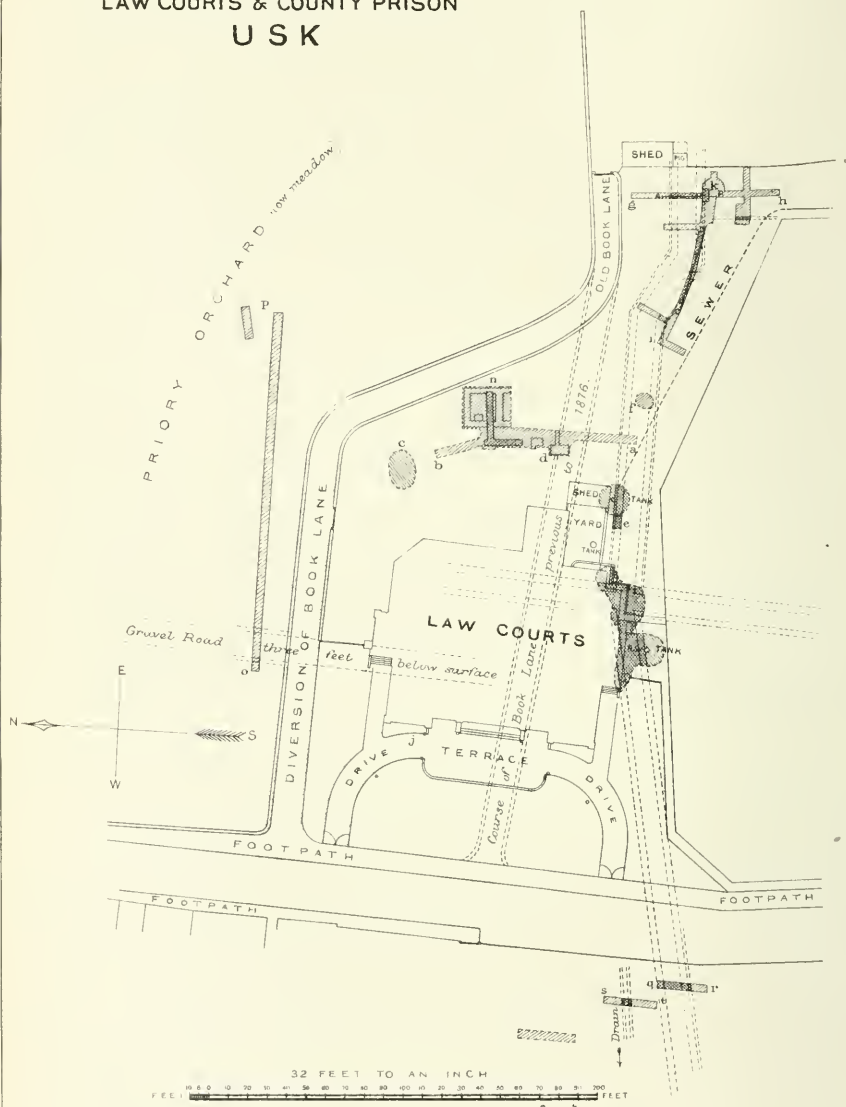 LAW COURTS & COUNTY PRISON
USK
PRIORY ORCHARD now meadow
SHED
PIG
OLD BOOK LANE
g
A
k
B
h
SEWER
P
i
n
1876.
c
b
d
a
f
to
SHED
TANK
YARD
e
TANK
previous
DIVERSION OF BOOK LANE
LAW COURTS
TANK
Gravel Road three feet below surface
o
E
N
S
W
Course of Book Lane
j
TERRACE
DRIVE
DRIVE
FOOTPATH
FOOTPATH
FOOTPATH
s
t
q
r
Drain
32 FEET TO AN INCH
FEET
FEET